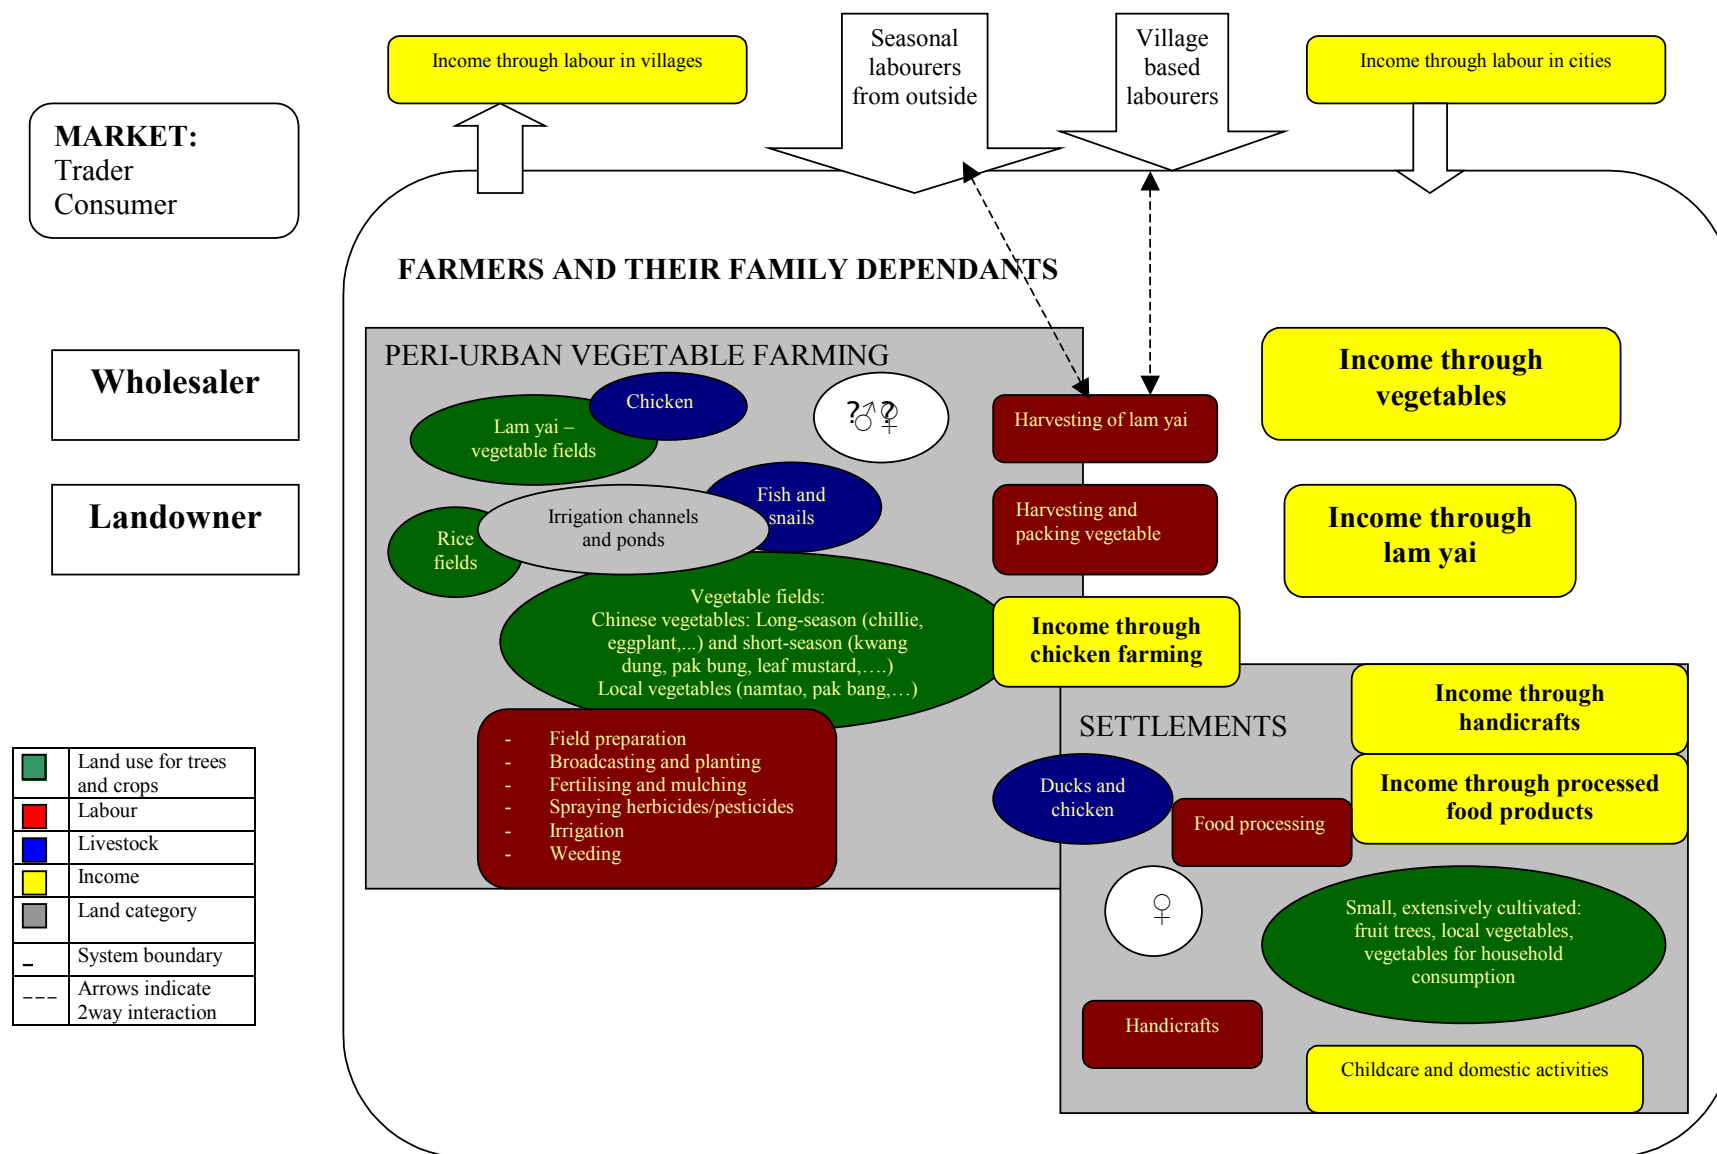 Income through labour in villages
Seasonal
labourers
from outside
Village
based
labourers
Income through labour in cities
MARKET:
Trader
Consumer
FARMERS AND THEIR FAMILY DEPENDANTS
Wholesaler
Landowner
PERI-URBAN VEGETABLE FARMING
Chicken
Lam yai –
vegetable fields
?♂?♀
Fish and
snails
Irrigation channels
and ponds
Rice
fields
Vegetable fields:
Chinese vegetables: Long-season (chillie,
eggplant,...) and short-season (kwang
dung, pak bung, leaf mustard,….)
Local vegetables (namtao, pak bang,…)
- Field preparation
- Broadcasting and planting
- Fertilising and mulching
- Spraying herbicides/pesticides
- Irrigation
- Weeding
Harvesting of lam yai
Harvesting and
packing vegetable
Income through
chicken farming
Income through
vegetables
Income through
lam yai
SETTLEMENTS
Income through
handicrafts
Income through processed
food products
Ducks and
chicken
Food processing
♀
Small, extensively cultivated:
fruit trees, local vegetables,
vegetables for household
consumption
Handicrafts
Childcare and domestic activities
Land use for trees
and crops
Labour
Livestock
Income
Land category
System boundary
Arrows indicate
2way interaction